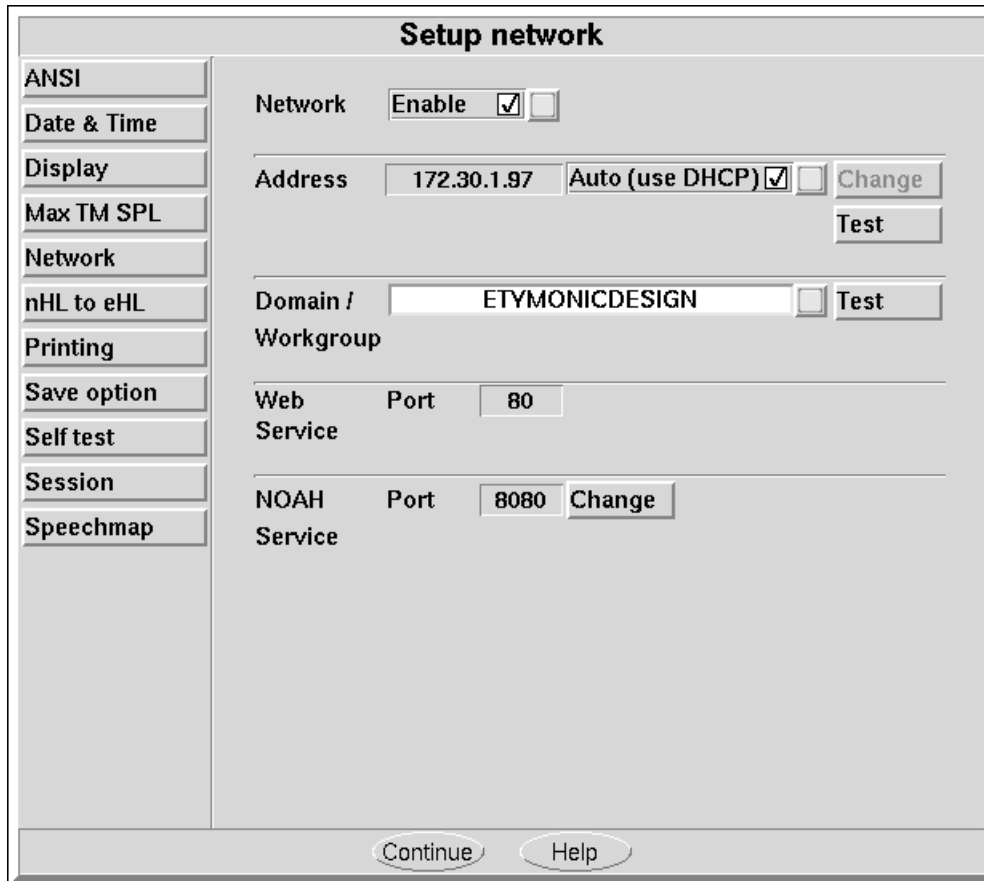 Setup network
ANSI
Date & Time
Display
Max TM SPL
Network
nHL to eHL
Printing
Save option
Self test
Session
Speechmap
Network Enable
Address 172.30.1.97 Auto (use DHCP) Change
Test
Domain / ETYMONICDESIGN Test
Workgroup
Web Port 80
Service
NOAH Port 8080 Change
Service
Continue Help